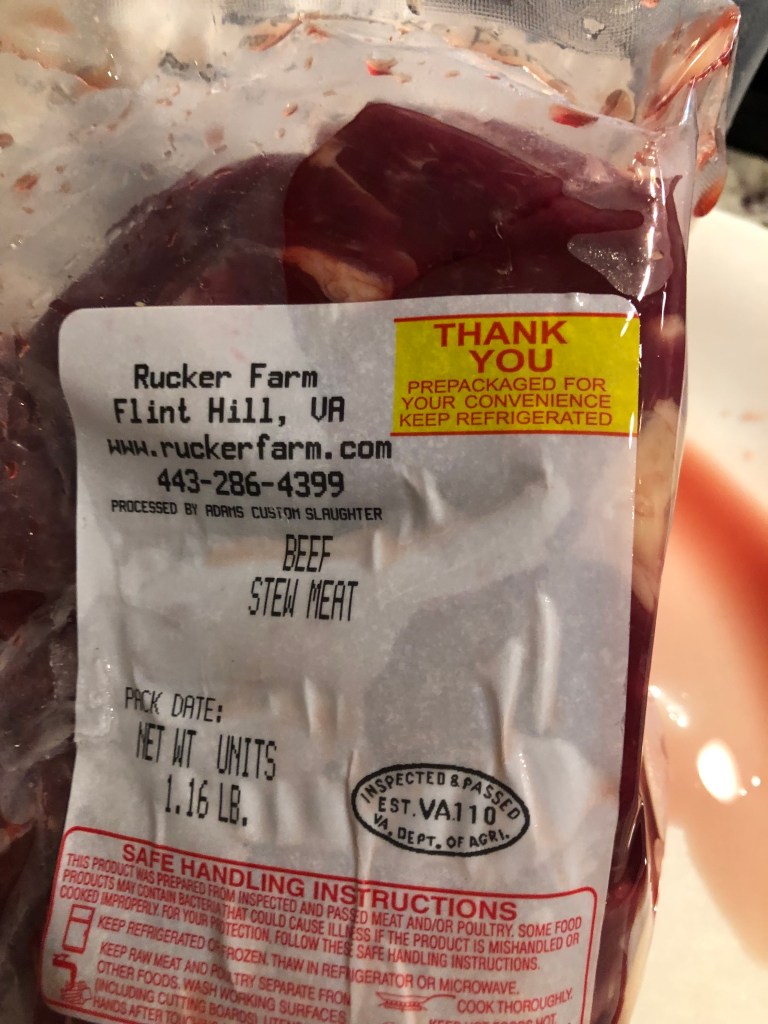 Rucker Farm
Flint Hill, VA
www.ruckerfarm.com
443-286-4399
PROCESSED BY ADAMS CUSTOM SLAUGHTER
THANK
YOU
PREPACKAGED FOR
YOUR CONVENIENCE
KEEP REFRIGERATED
BEEF
STEW MEAT
PACK DATE:
NET WT UNITS
1.16 LB.
INSPECTED & PASSED
EST. VA110
VA. DEPT. OF AGRI.
SAFE HANDLING INSTRUCTIONS
THIS PRODUCT WAS PREPARED FROM INSPECTED AND PASSED MEAT AND/OR POULTRY. SOME FOOD
PRODUCTS MAY CONTAIN BACTERIA THAT COULD CAUSE ILLNESS IF THE PRODUCT IS MISHANDLED OR
COOKED IMPROPERLY. FOR YOUR PROTECTION, FOLLOW THESE SAFE HANDLING INSTRUCTIONS.
KEEP REFRIGERATED OR FROZEN. THAW IN REFRIGERATOR OR MICROWAVE.
KEEP RAW MEAT AND POULTRY SEPARATE FROM
OTHER FOODS. WASH WORKING SURFACES
(INCLUDING CUTTING BOARDS),
HANDS AFTER
COOK THOROUGHLY.